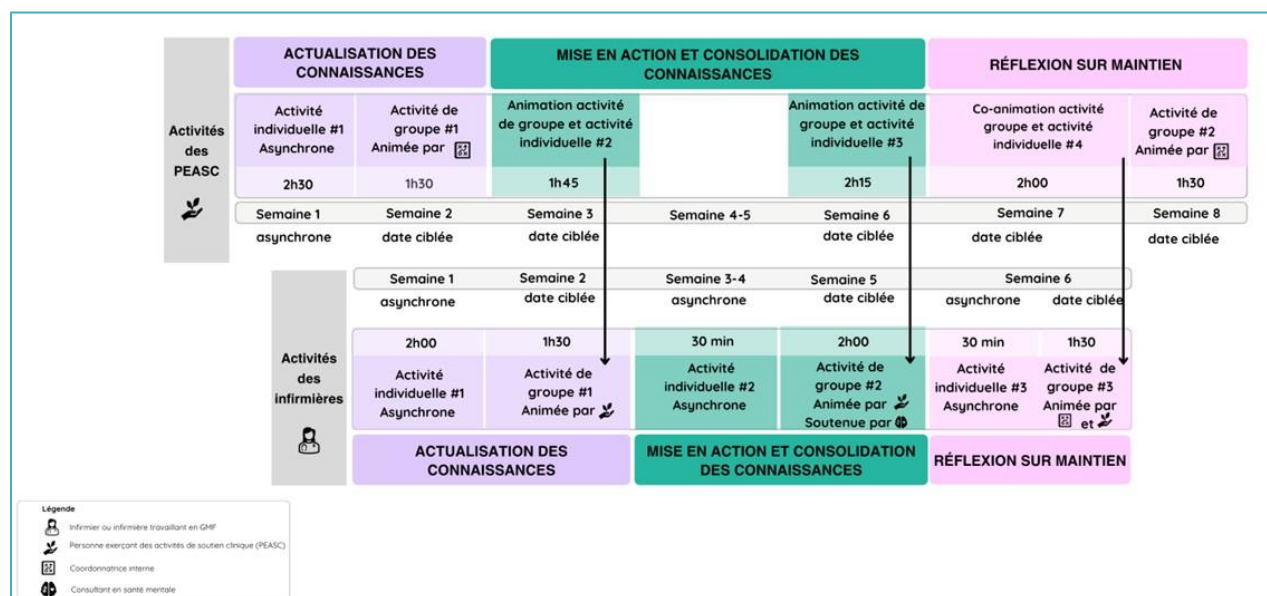 ACTUALISATION DES
CONNAISSANCES
MISE EN ACTION ET CONSOLIDATION DES
CONNAISSANCES
RÉFLEXION SUR MAINTIEN
Activités
des
PEASC
Activité
individuelle #1
Asynchrone
2h30
Activité de
groupe #1
Animée par
1h30
Animation activité
de groupe et activité
individuelle #2
1h45
Animation activité de
groupe et activité
individuelle #3
2h15
Co-animation activité
groupe et activité
individuelle #4
2h00
Activité de
groupe #2
Animée par
1h30
Semaine 1
Semaine 2
Semaine 3
Semaine 4-5
Semaine 6
Semaine 7
Semaine 8
asynchrone
date ciblée
date ciblée
date ciblée
date ciblée
date ciblée
Semaine 1
Semaine 2
Semaine 3-4
Semaine 5
Semaine 6
asynchrone
date ciblée
asynchrone
date ciblée
asynchrone
date ciblée
Activités
des
infirmières
2h00
Activité
individuelle #1
Asynchrone
1h30
Activité de
groupe #1
Animée par
30 min
Activité
individuelle #2
Asynchrone
2h00
Activité de
groupe #2
Animée par
Soutenue par
30 min
Activité
individuelle #3
Asynchrone
1h30
Activité de
groupe #3
Animée par
et
ACTUALISATION DES
CONNAISSANCES
MISE EN ACTION ET CONSOLIDATION
DES CONNAISSANCES
RÉFLEXION SUR MAINTIEN
Légende
Infirmier ou infirmière travaillant en GMF
Personne exerçant des activités de soutien clinique (PEASC)
Coordonnatrice interne
Consultant en santé mentale